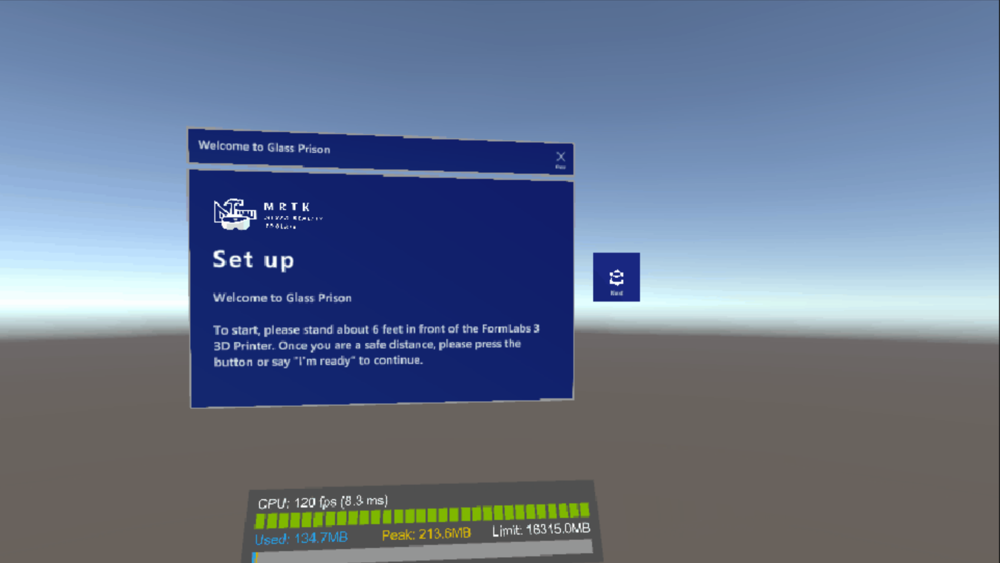 Welcome to Glass Prison
MRTK
Set up
Welcome to Glass Prison
To start, please stand about 6 feet in front of the FormLabs 3
3D Printer. Once you are a safe distance, please press the
button or say "I'm ready" to continue.
Next
CPU: 120 fps (8.3 ms)
Used: 134.7MB
Peak: 213.6MB
Limit: 16315.0MB